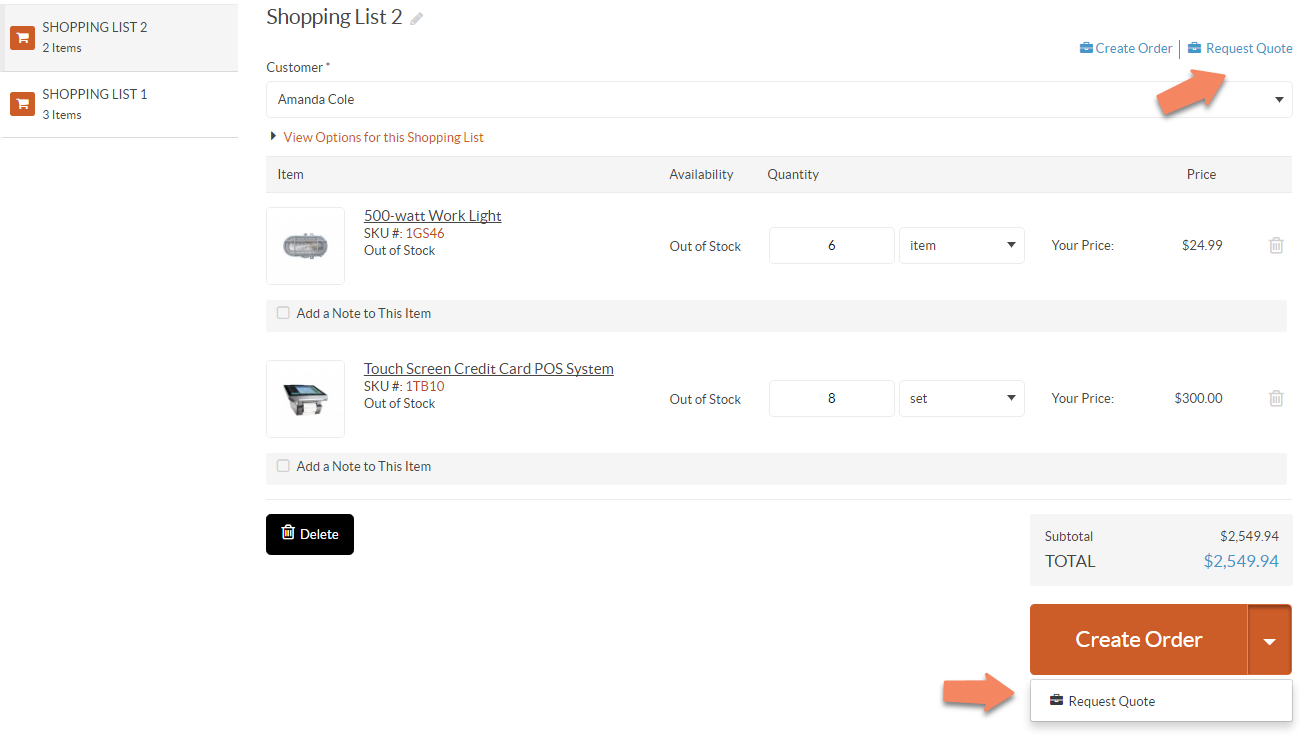 SHOPPING LIST 2
2 Items
SHOPPING LIST 1
3 Items
Shopping List 2
Create Order | Request Quote
Customer *
Amanda Cole
View Options for this Shopping List
Item Availability Quantity Price
500-watt Work Light
SKU #: 1GS46
Out of Stock
Out of Stock 6 item Your Price: $24.99
Add a Note to This Item
Touch Screen Credit Card POS System
SKU #: 1TB10
Out of Stock
Out of Stock 8 set Your Price: $300.00
Add a Note to This Item
Delete
Subtotal $2,549.94
TOTAL $2,549.94
Create Order
Request Quote